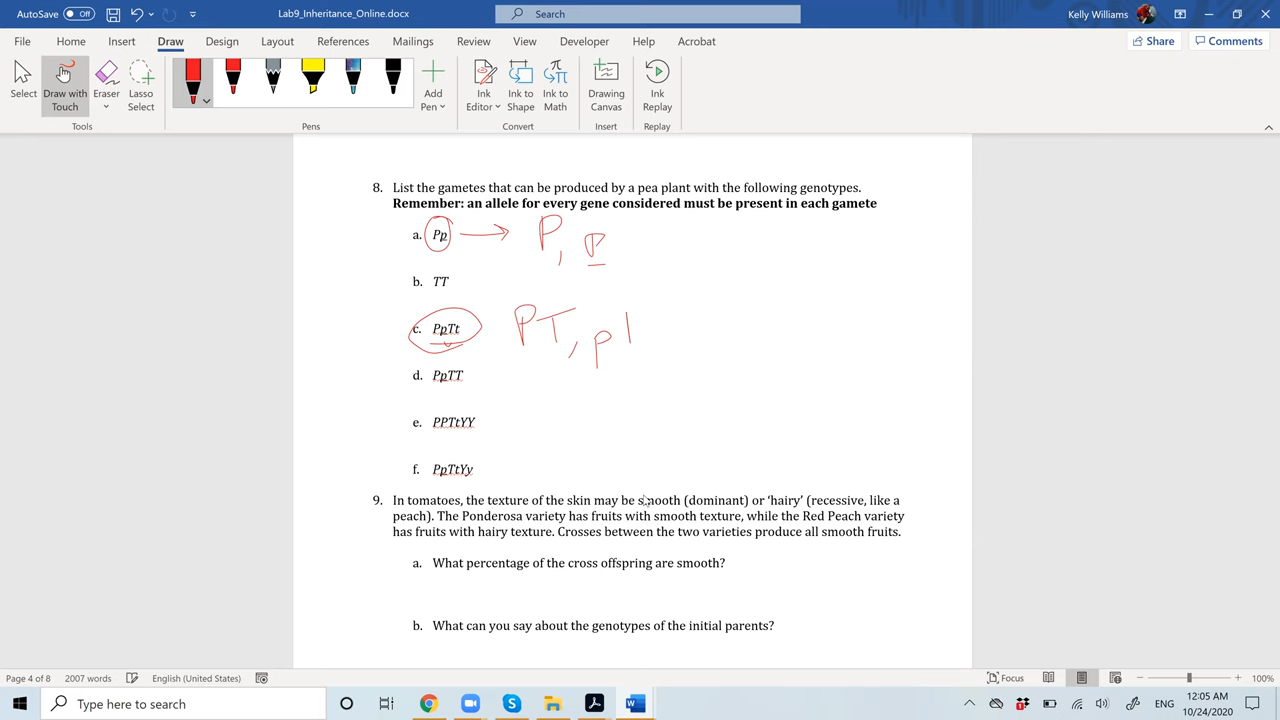 AutoSave Off Lab9_Inheritance_Online.docx Search Kelly Williams
File Home Insert Draw Design Layout References Mailings Review View Developer Help Acrobat Share Comments
Select Draw with Touch Eraser Lasso Select Add Pen Ink Editor Ink to Shape Ink to Math Drawing Canvas Ink Replay
Tools Pens Convert Insert Replay
8. List the gametes that can be produced by a pea plant with the following genotypes.
Remember: an allele for every gene considered must be present in each gamete
a. Pp → P, p
b. TT
c. PpTt PT, p
d. PpTT
e. PPTtYY
f. PpTtYy
9. In tomatoes, the texture of the skin may be smooth (dominant) or ‘hairy’ (recessive, like a
peach). The Ponderosa variety has fruits with smooth texture, while the Red Peach variety
has fruits with hairy texture. Crosses between the two varieties produce all smooth fruits.
a. What percentage of the cross offspring are smooth?
b. What can you say about the genotypes of the initial parents?
Page 4 of 8 2007 words English (United States) Focus 100%
Type here to search ENG 12:05 AM
10/24/2020